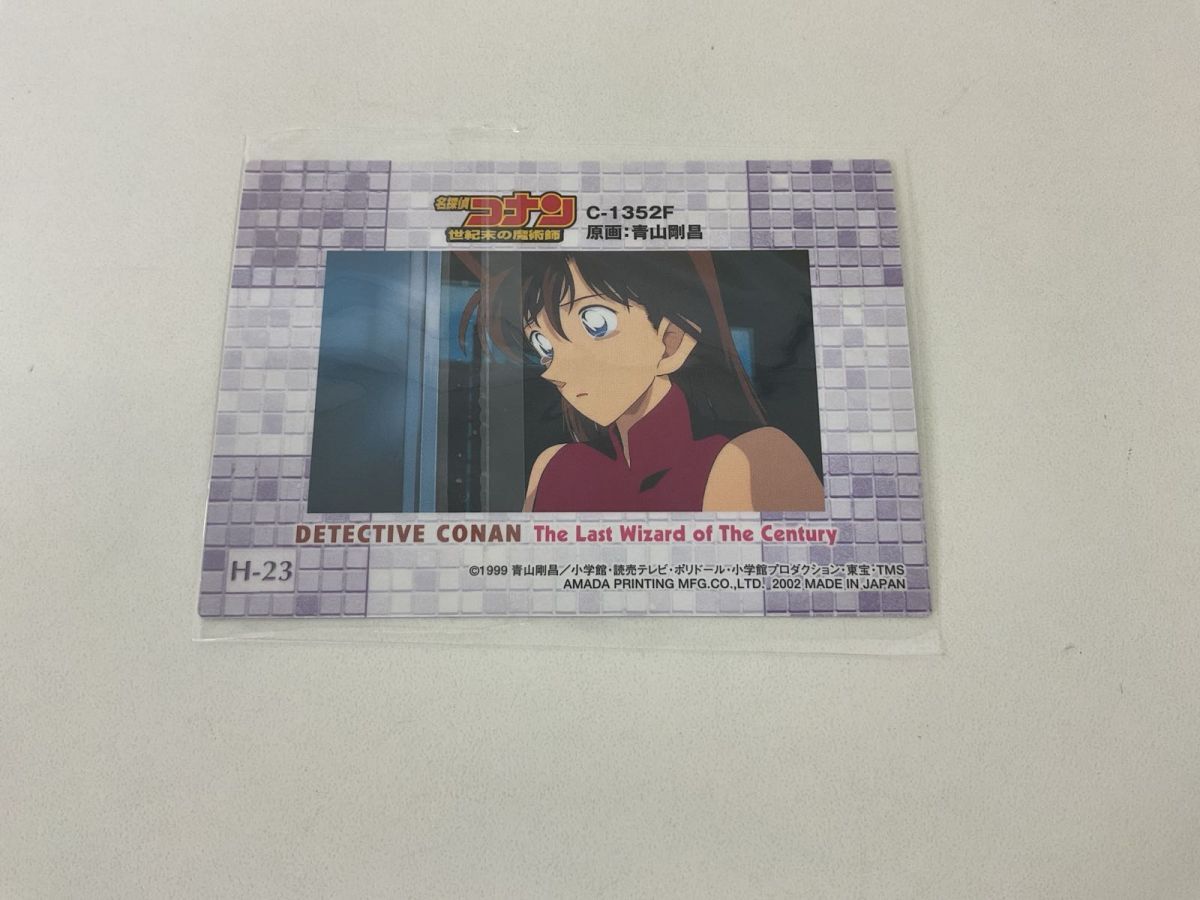 名探偵コナン
世紀末の魔術師
C-1352F
原画:青山剛昌
DETECTIVE CONAN The Last Wizard of The Century
H-23
©1999 青山剛昌/小学館・読売テレビ・ポリドール・小学館プロダクション・東宝・TMS
AMADA PRINTING MFG.CO.,LTD. 2002 MADE IN JAPAN